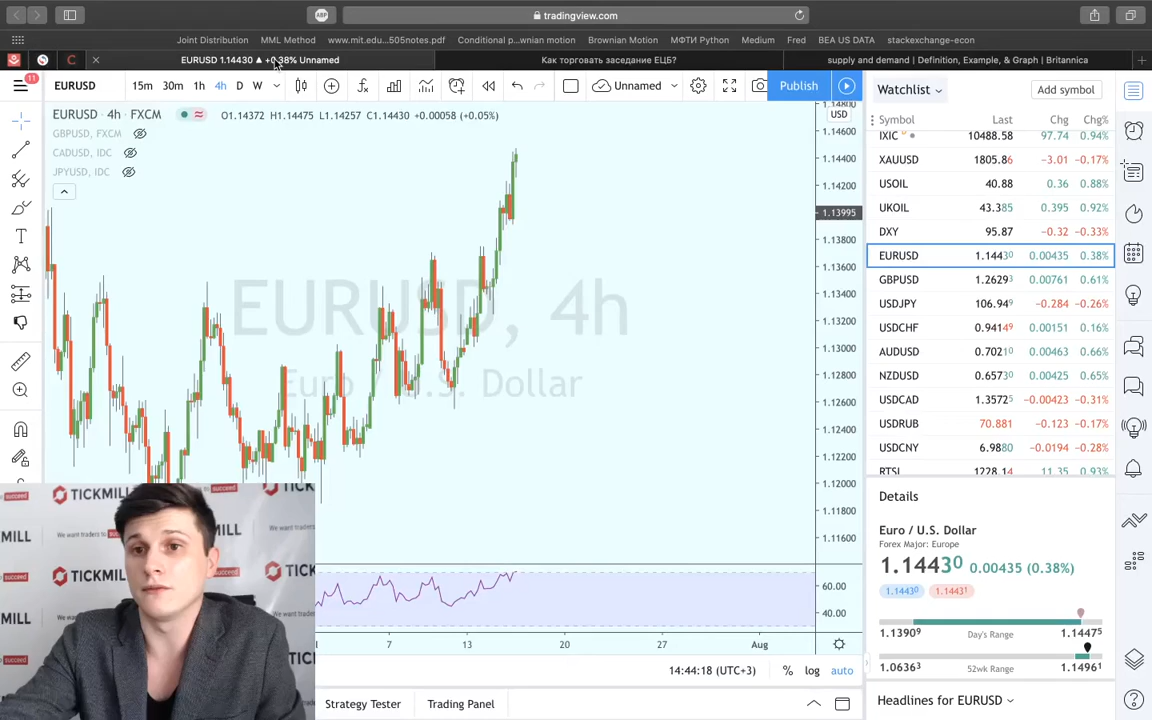 tradingview.com
Joint Distribution MML Method www.mit.edu...505notes.pdf Conditional p...wnian motion Brownian Motion МФТИ Python Medium Fred BEA US DATA stackexchange-econ
EURUSD 1.14430 ▲ +0.38% Unnamed Как торговать заседание ЕЦБ? supply and demand | Definition, Example, & Graph | Britannica
11
EURUSD 15m 30m 1h 4h D W Unnamed Publish
Watchlist Add symbol
EURUSD · 4h · FXCM O1.14372 H1.14475 L1.14257 C1.14430 +0.00058 (+0.05%)
GBPUSD, FXCM
CADUSD, IDC
JPYUSD, IDC
USD
1.14800
1.14600
1.14400
1.14200
1.13995
1.13800
1.13600
1.13400
1.13200
1.13000
1.12800
1.12600
1.12400
1.12200
1.12000
1.11800
1.11600
60.00
40.00
EURUSD, 4h
Euro / U.S. Dollar
Symbol Last Chg Chg%
IXIC 10488.58 97.74 0.94%
XAUUSD 1805.86 −3.01 −0.17%
USOIL 40.88 0.36 0.88%
UKOIL 43.385 0.395 0.92%
DXY 95.87 −0.32 −0.33%
EURUSD 1.14430 0.00435 0.38%
GBPUSD 1.26293 0.00761 0.61%
USDJPY 106.949 −0.284 −0.26%
USDCHF 0.94149 0.00151 0.16%
AUDUSD 0.70210 0.00463 0.66%
NZDUSD 0.65730 0.00425 0.65%
USDCAD 1.35725 −0.00423 −0.31%
USDRUB 70.881 −0.123 −0.17%
USDCNY 6.9880 −0.0194 −0.28%
RTSI 1228.14 11.35 0.93%
Details
Euro / U.S. Dollar
Forex Major: Europe
1.14430 0.00435 (0.38%)
1.14430 1.14431
1.13909 Day's Range 1.14475
1.06363 52wk Range 1.14961
Headlines for EURUSD
7 13 20 27 Aug
14:44:18 (UTC+3) % log auto
Strategy Tester Trading Panel
TICKMILL
We want traders to
succeed